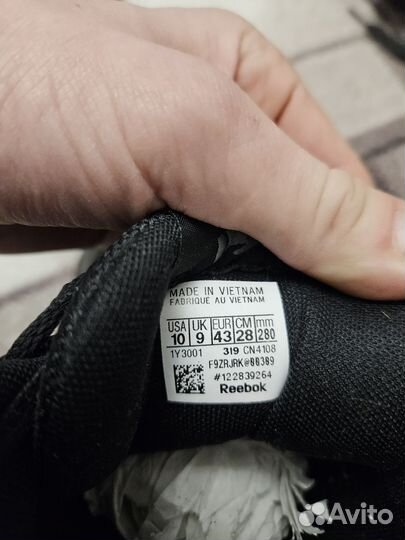 MADE IN VIETNAM
FABRIQUE AU VIETNAM
USA UK EUR CM mm
10 9 43 28 280
1Y3001 319 CN4108
F9ZRJRK@00309
#122839264
Reebok
Avito